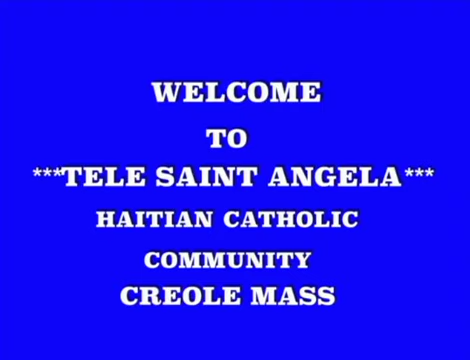 WELCOME
TO
***TELE SAINT ANGELA***
HAITIAN CATHOLIC
COMMUNITY
CREOLE MASS